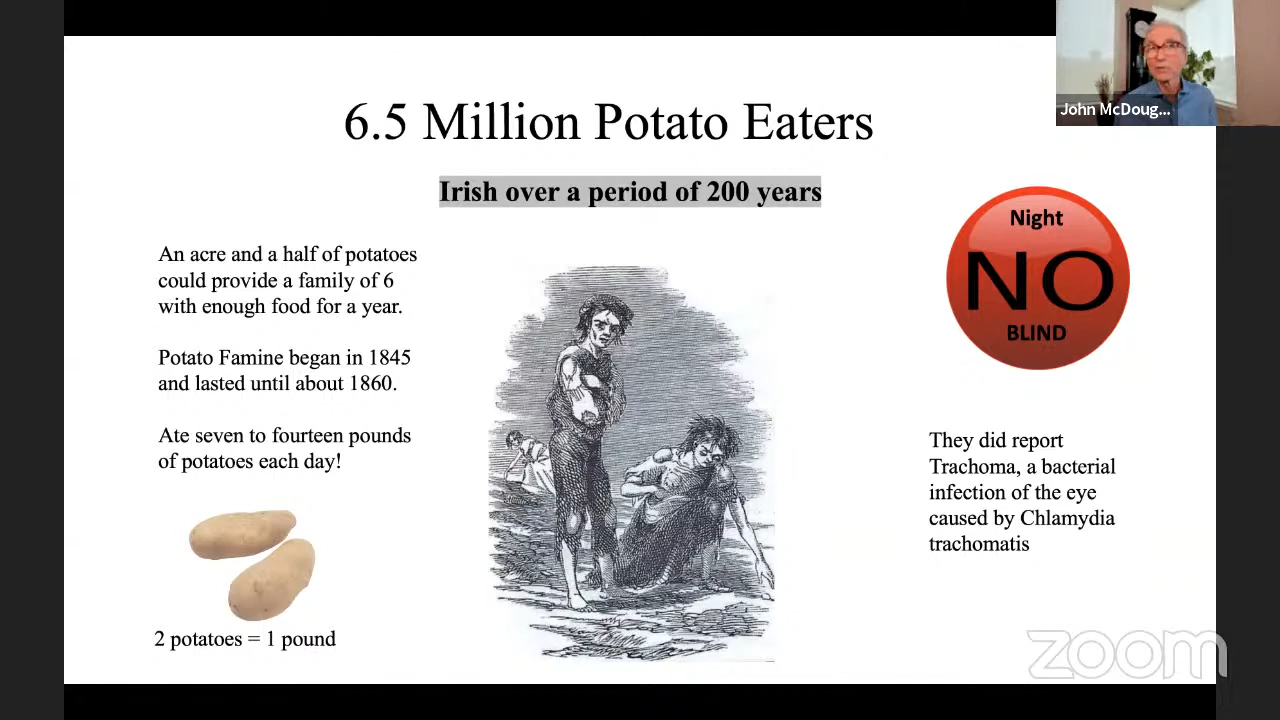 John McDoug...
6.5 Million Potato Eaters
Irish over a period of 200 years
An acre and a half of potatoes
could provide a family of 6
with enough food for a year.
Potato Famine began in 1845
and lasted until about 1860.
Ate seven to fourteen pounds
of potatoes each day!
2 potatoes = 1 pound
Night
NO
BLIND
They did report
Trachoma, a bacterial
infection of the eye
caused by Chlamydia
trachomatis
zoom